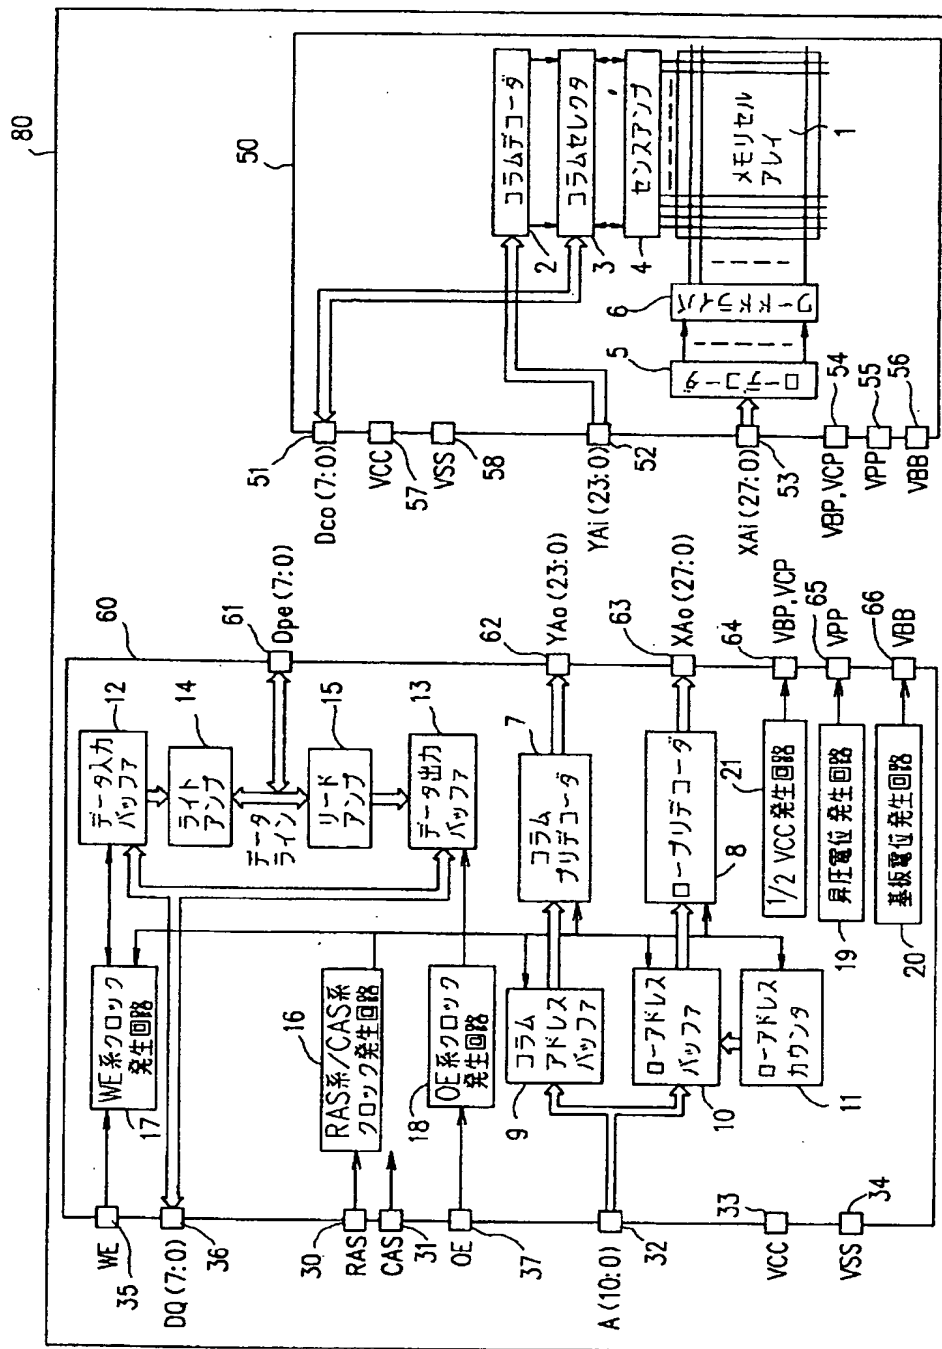 80
60
50
WE
35
DQ (7:0)
36
30
RAS
CAS
31
OE
37
A (10:0)
32
VCC
33
VSS
34
WE系クロック
発生回路
17
データ入力
バッファ
12
ライト
アンプ
14
データ
ライン
リード
アンプ
15
データ出力
バッファ
13
16
RAS系/CAS系
クロック発生回路
18
OE系クロック
発生回路
コラム
アドレス
バッファ
9
コラム
プリデコーダ
7
ローアドレス
バッファ
10
ロープリデコーダ
8
ローアドレス
カウンタ
11
1/2 VCC 発生回路
21
昇圧電位 発生回路
19
基板電位 発生回路
20
61
Dpe (7:0)
62
YAo (23:0)
63
XAo (27:0)
64
VBP, VCP
65
VPP
66
VBB
51
Dco (7:0)
VCC
57
VSS
58
YAi (23:0)
52
XAi (27:0)
53
VBP, VCP
54
VPP
55
VBB
56
コラムデコーダ
2
コラムセレクタ
3
センスアンプ
4
ローデコーダ
5
ワードドライバ
6
メモリセル
アレイ
1